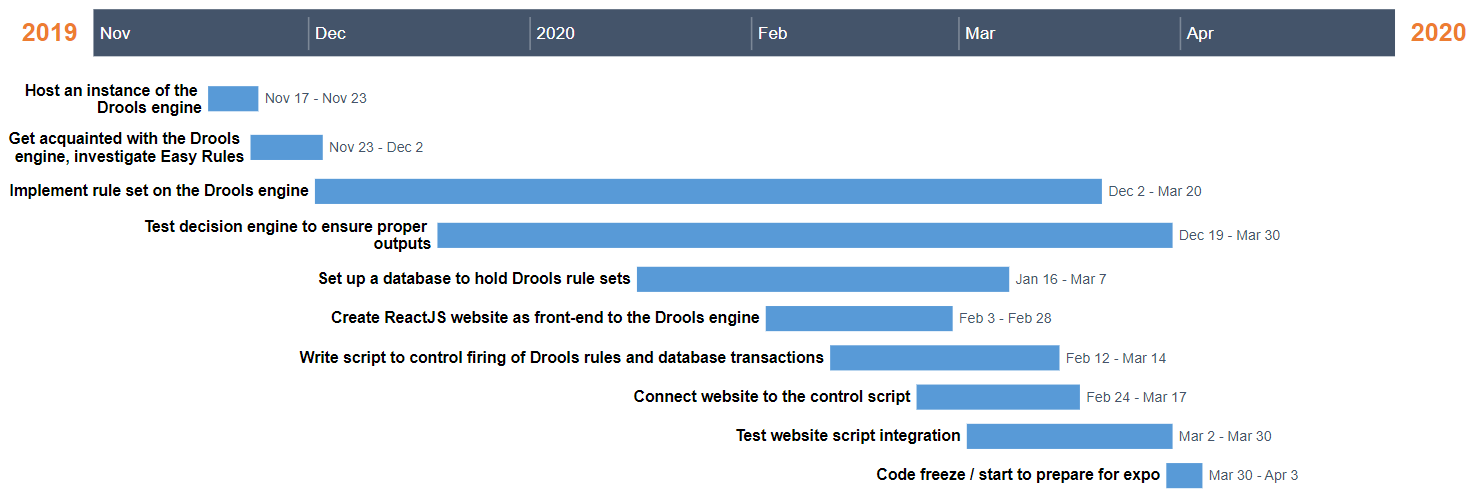 2019 Nov Dec 2020 Feb Mar Apr 2020
Host an instance of the
Drools engine
Nov 17 - Nov 23
Get acquainted with the Drools
engine, investigate Easy Rules
Nov 23 - Dec 2
Implement rule set on the Drools engine Dec 2 - Mar 20
Test decision engine to ensure proper
outputs
Dec 19 - Mar 30
Set up a database to hold Drools rule sets Jan 16 - Mar 7
Create ReactJS website as front-end to the Drools engine Feb 3 - Feb 28
Write script to control firing of Drools rules and database transactions Feb 12 - Mar 14
Connect website to the control script Feb 24 - Mar 17
Test website script integration Mar 2 - Mar 30
Code freeze / start to prepare for expo Mar 30 - Apr 3